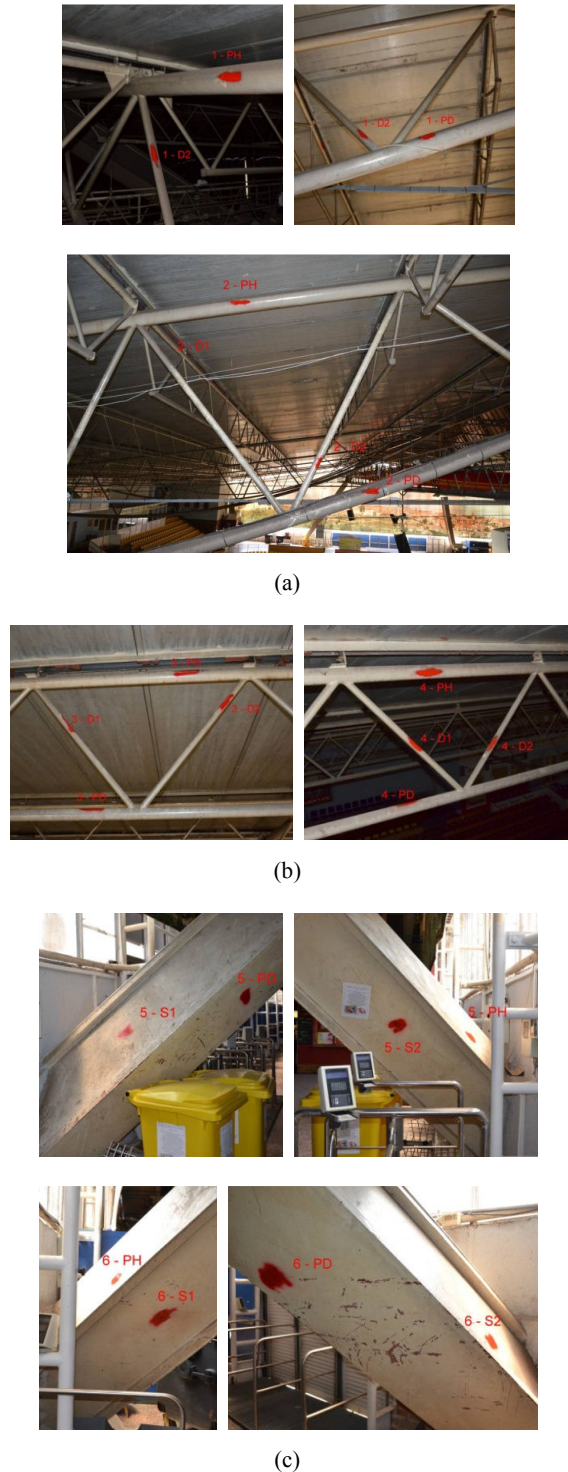 1 - PH
1 - D2
1 - D2
1 - PD
2 - PH
2 - D1
2 - D2
2 - PD
(a)
3 - PH
3 - D1
3 - D2
3 - PD
4 - PH
4 - D1
4 - D2
4 - PD
(b)
5 - S1
5 - PD
5 - S2
5 - PH
6 - PH
6 - S1
6 - PD
6 - S2
(c)